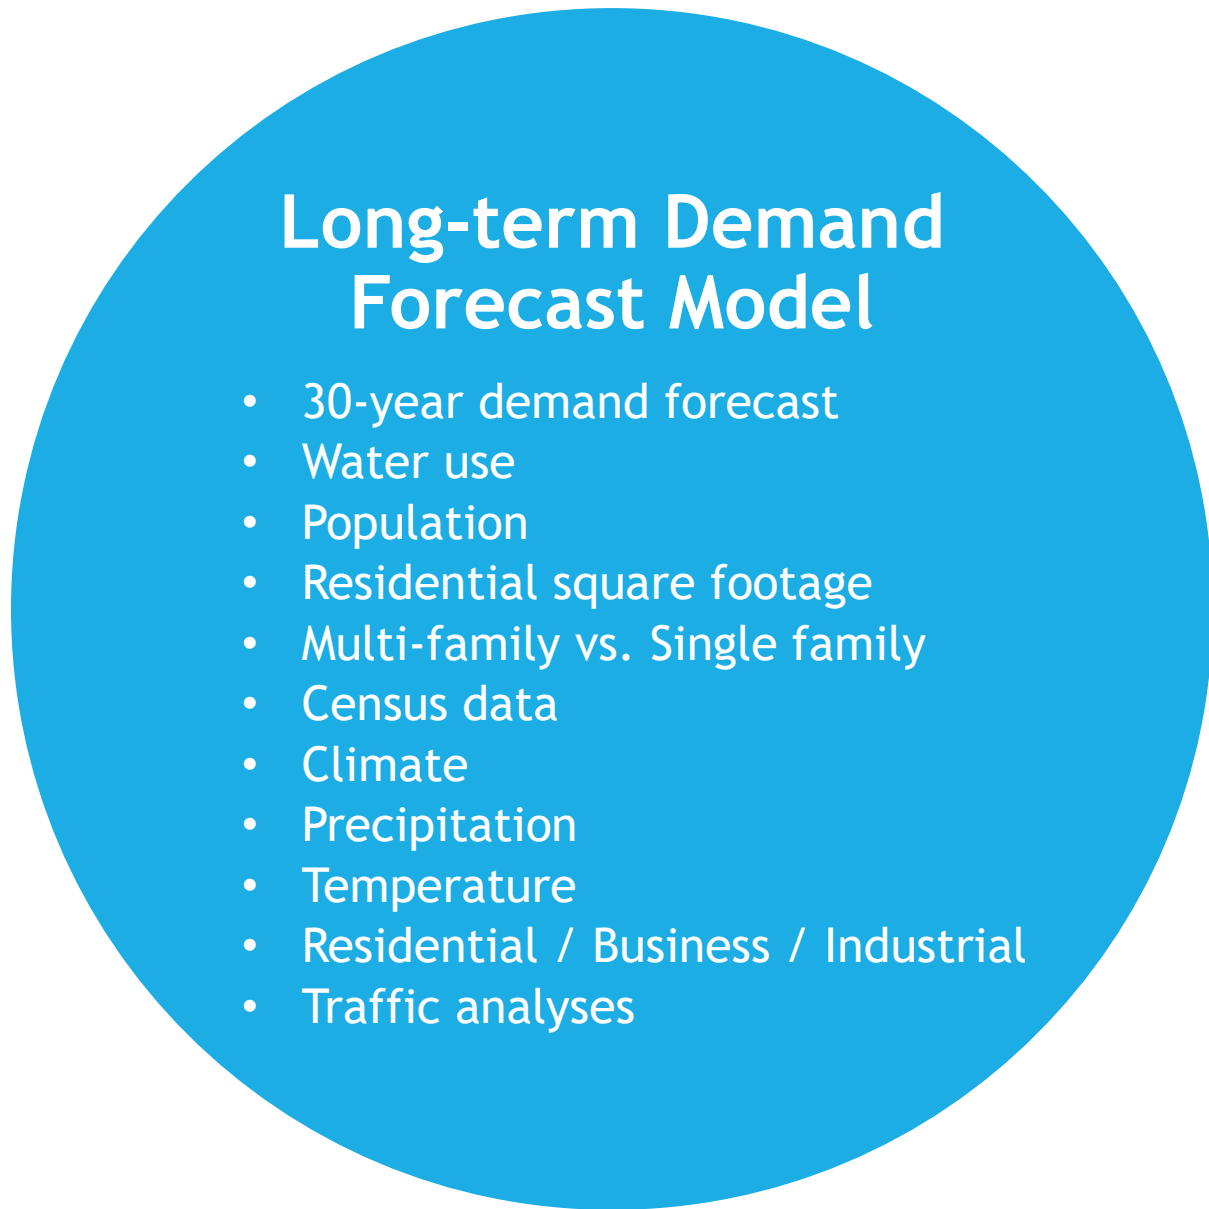 Long-term Demand
Forecast Model
• 30-year demand forecast
• Water use
• Population
• Residential square footage
• Multi-family vs. Single family
• Census data
• Climate
• Precipitation
• Temperature
• Residential / Business / Industrial
• Traffic analyses